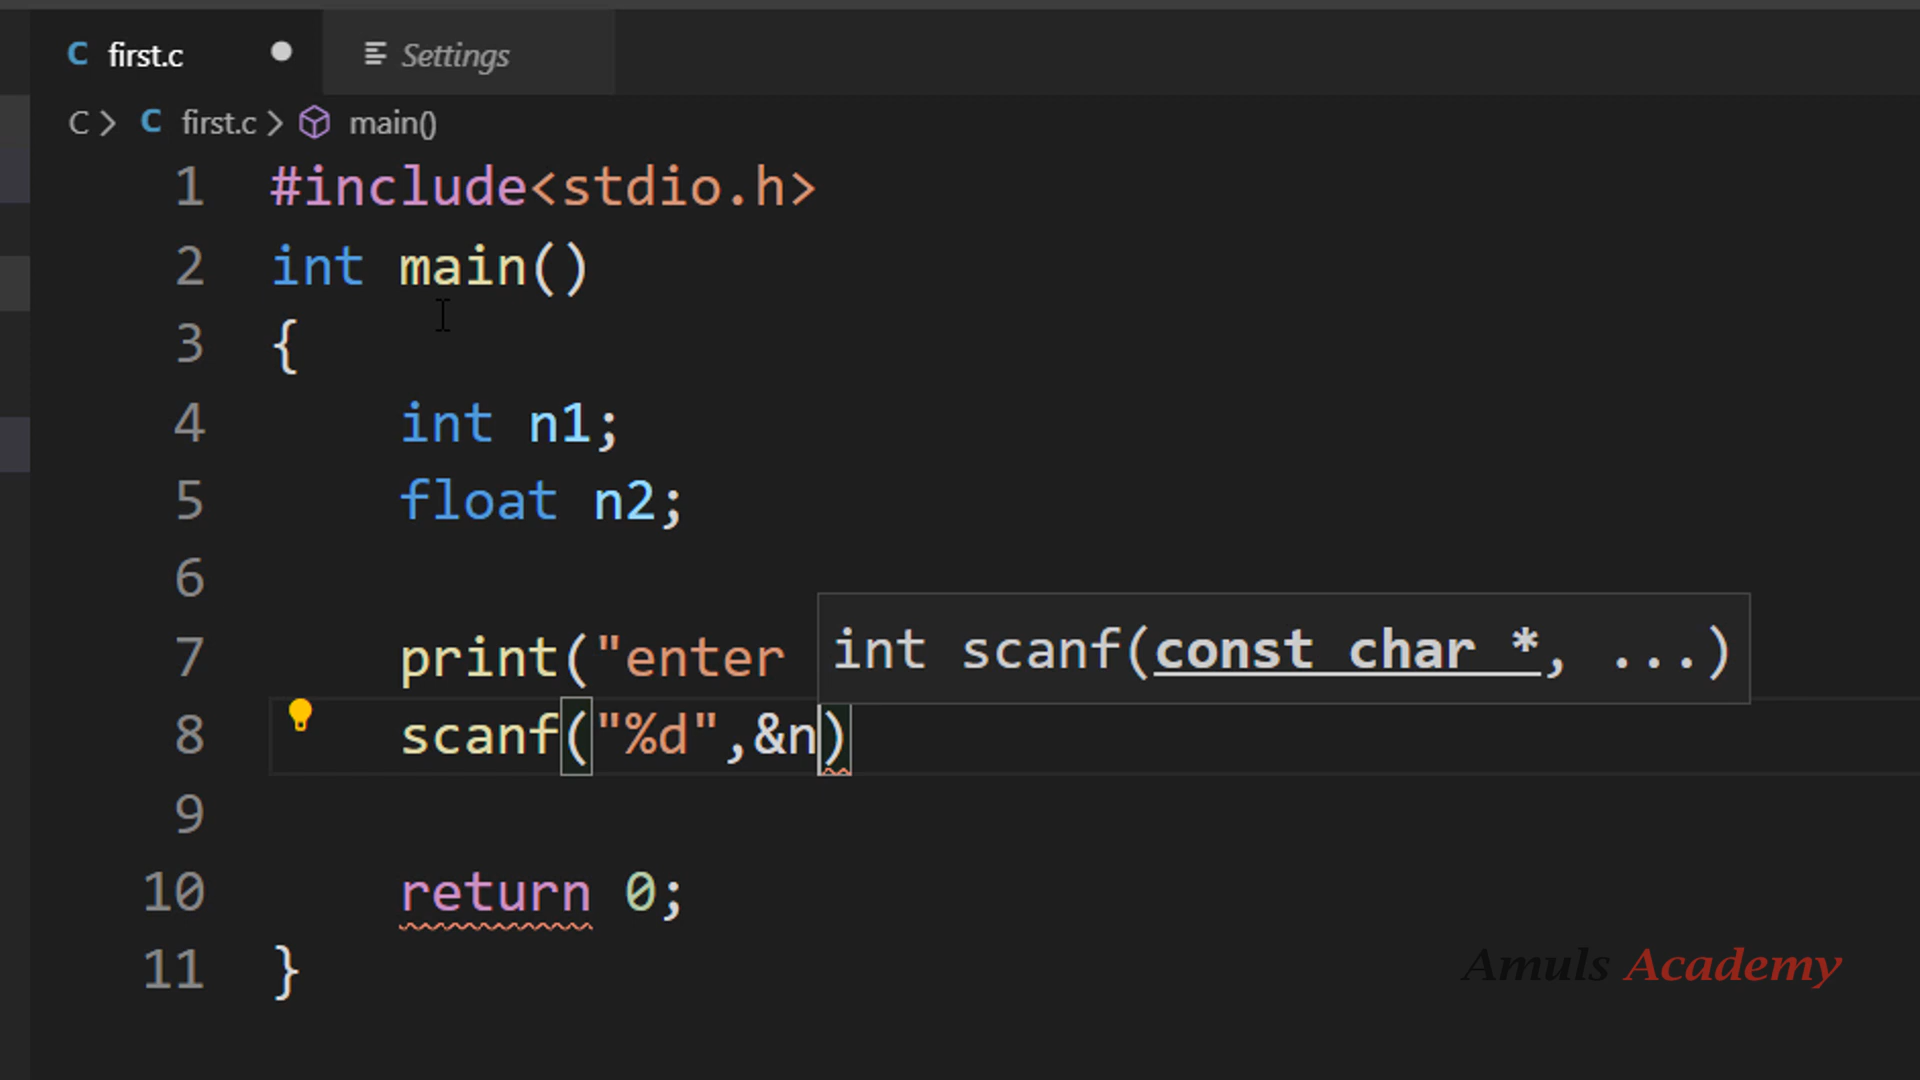 C first.c Settings
C > C first.c > main()
1 #include<stdio.h>
2 int main()
3 {
4 int n1;
5 float n2;
6
7 print("enter
int scanf(const char *, ...)
8 scanf("%d",&n)
9
10 return 0;
11 }
Amuls Academy